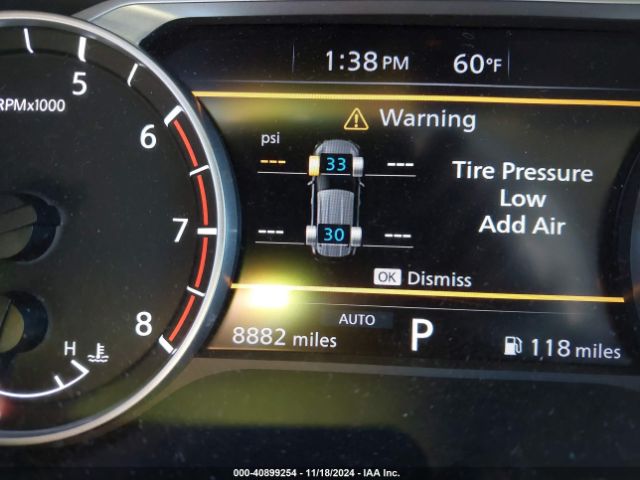 1:38 PM 60°F
5
RPMx1000
6
7
8
H
Warning
psi
--- 33 ---
--- 30 ---
Tire Pressure
Low
Add Air
OK Dismiss
AUTO
8882 miles P 118 miles
000-40899254 - 11/18/2024 - IAA Inc.